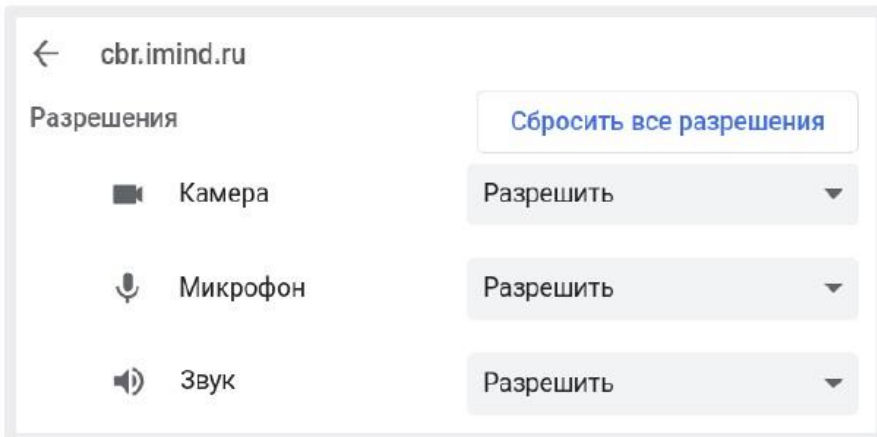 cbr.imind.ru
Разрешения
Сбросить все разрешения
Камера Разрешить
Микрофон Разрешить
Звук Разрешить